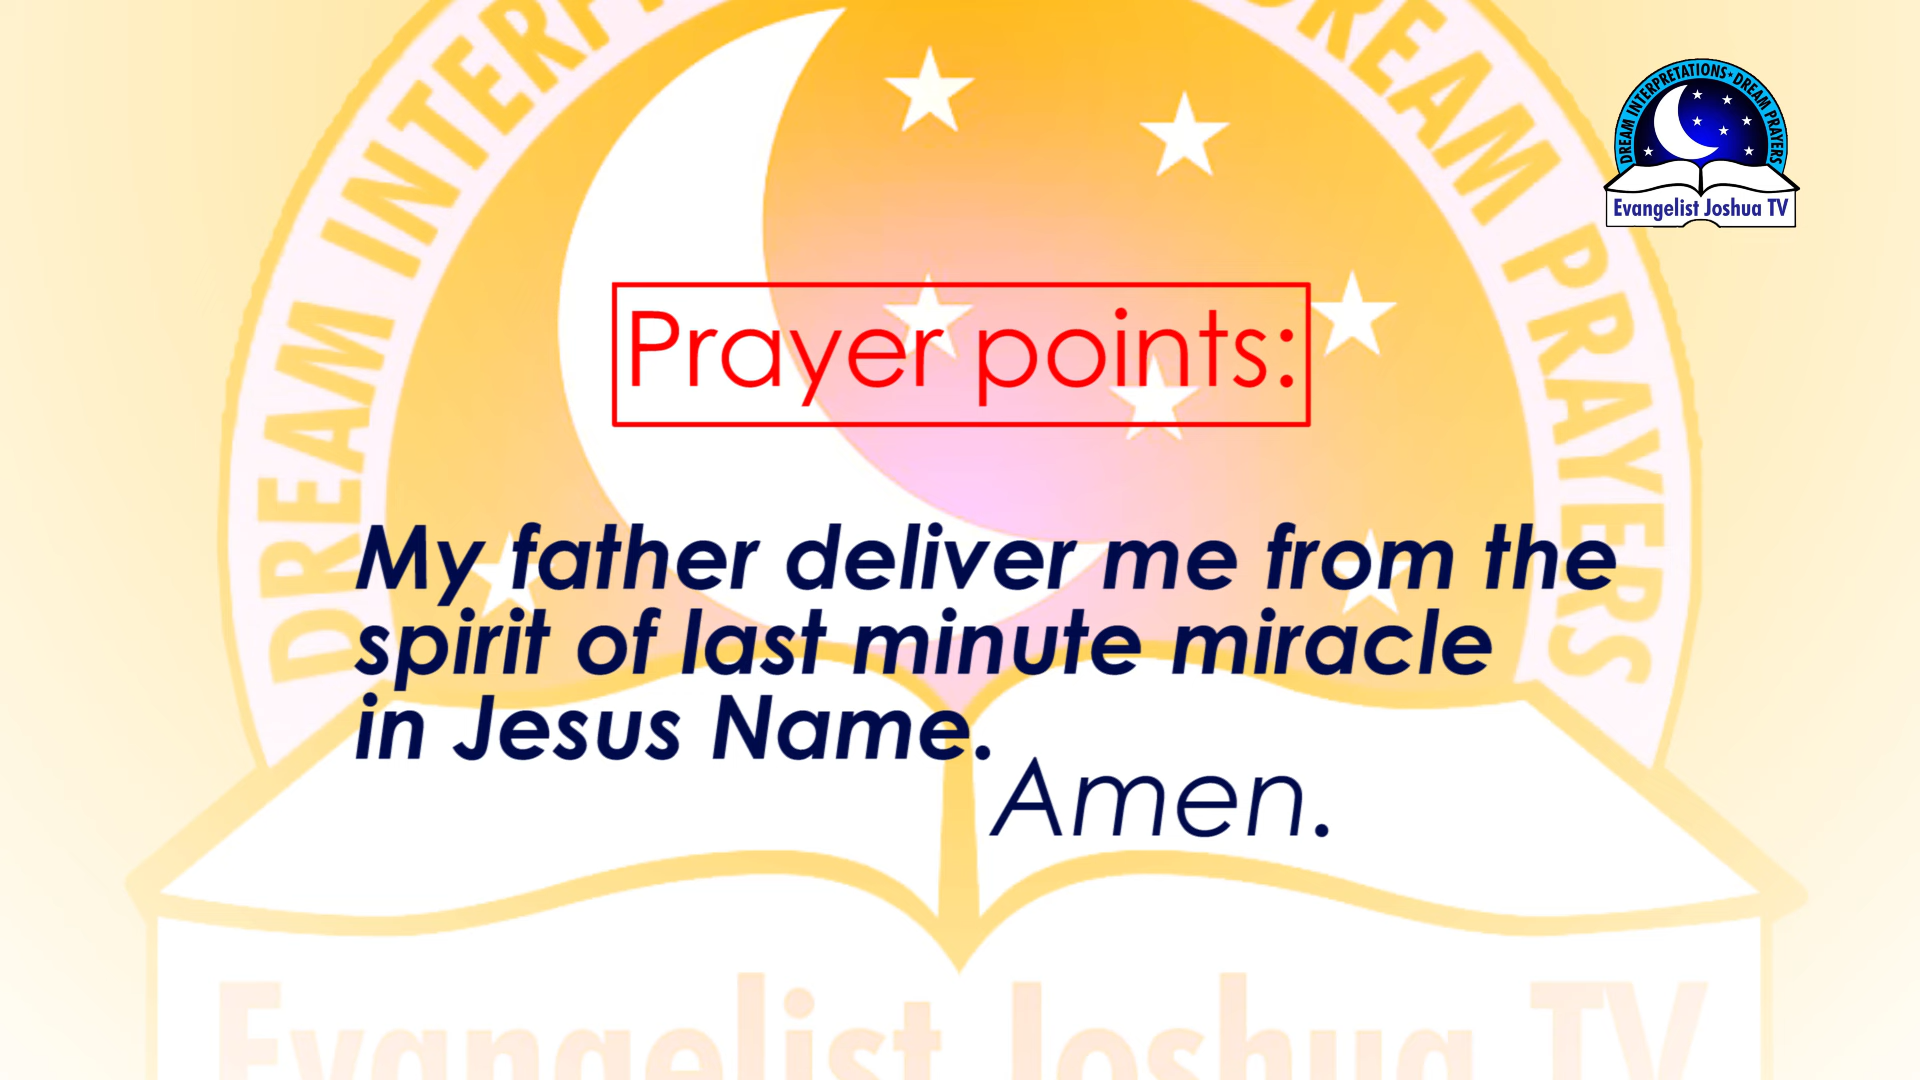 DREAM INTERPRETATIONS • DREAM PRAYERS
Evangelist Joshua TV
Prayer points:
My father deliver me from the
spirit of last minute miracle
in Jesus Name.
Amen.
DREAM PRAYERS
DREAM
Evangelist Joshua TV